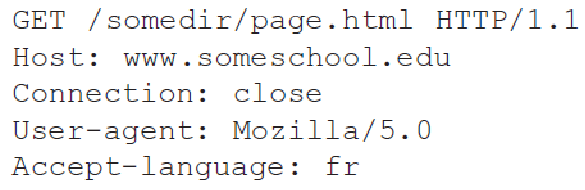 GET /somedir/page.html HTTP/1.1
Host: www.someschool.edu
Connection: close
User-agent: Mozilla/5.0
Accept-language: fr